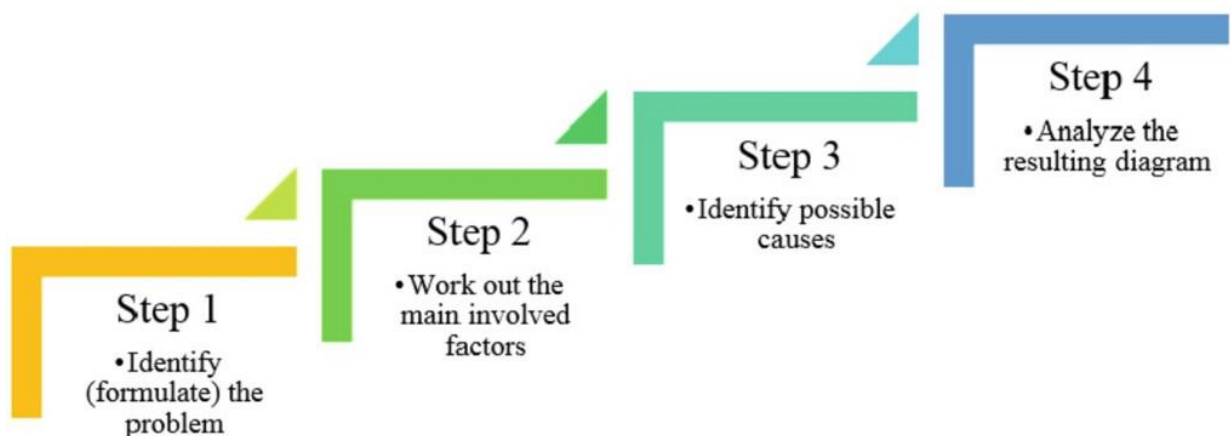 Step 1
•Identify
(formulate) the
problem
Step 2
•Work out the
main involved
factors
Step 3
•Identify possible
causes
Step 4
•Analyze the
resulting diagram